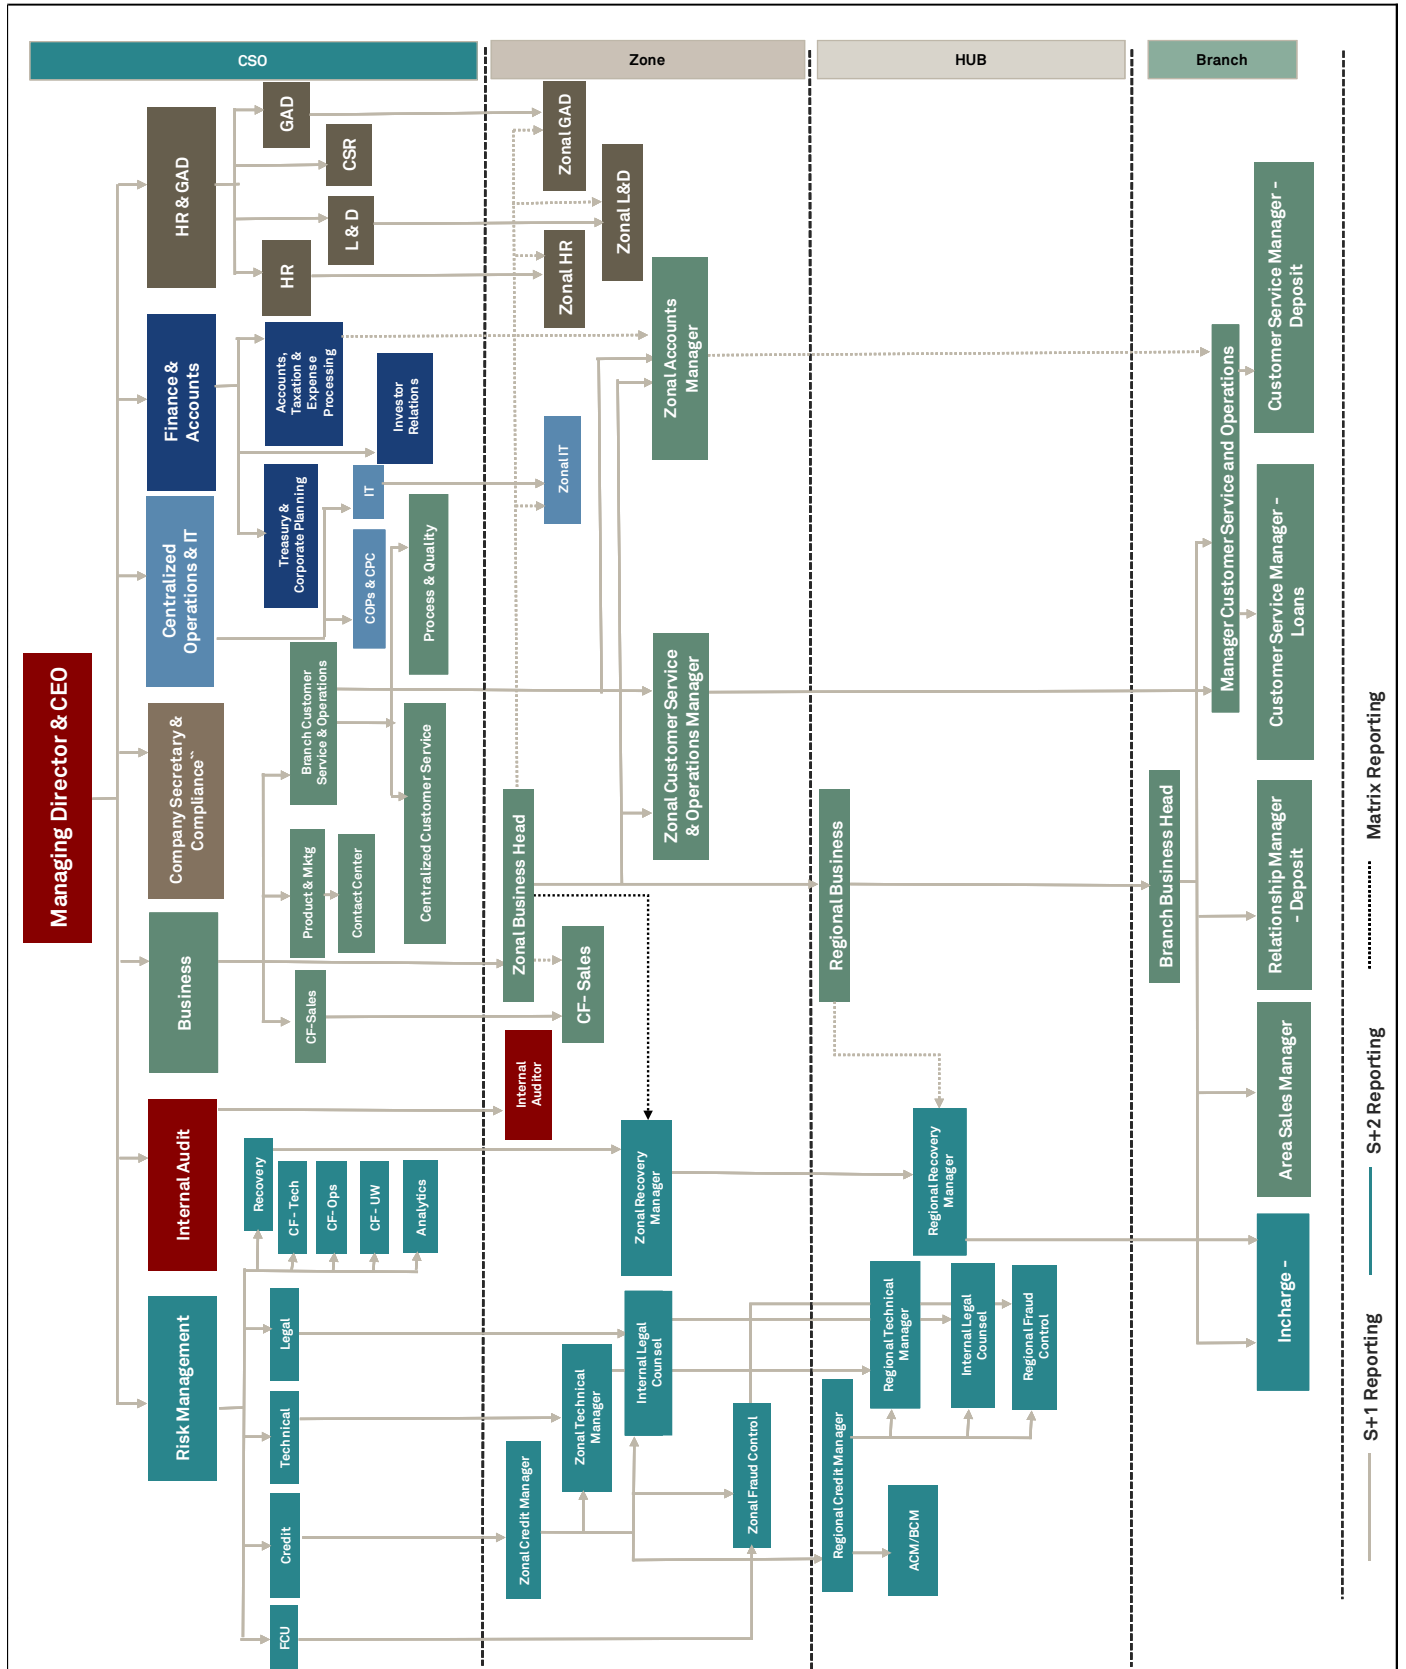 CSO
Zone
HUB
Branch
Managing Director & CEO
HR & GAD
Finance &
Accounts
Centralized
Operations & IT
Company Secretary &
Compliance``
Business
Internal Audit
Risk Management
GAD
CSR
L & D
HR
Accounts,
Taxation &
Expense
Processing
Investor
Relations
Treasury &
Corporate Planning
IT
COPs & CPC
Process & Quality
Branch Customer
Service & Operations
Centralized Customer Service
Product & Mktg
Contact Center
CF-Sales
Recovery
CF- Tech
CF- Ops
CF- UW
Analytics
Legal
Technical
Credit
FCU
Zonal GAD
Zonal L&D
Zonal HR
Zonal Accounts
Manager
Zonal IT
Zonal Customer Service
& Operations Manager
Zonal Business Head
CF- Sales
Internal
Auditor
Zonal Recovery
Manager
Internal Legal
Counsel
Zonal Technical
Manager
Zonal Credit Manager
Zonal Fraud Control
Regional Business
Regional Recovery
Manager
Regional Technical
Manager
Internal Legal
Counsel
Regional Fraud
Control
Regional Credit Manager
ACM/BCM
Customer Service Manager -
Deposit
Manager Customer Service and Operations
Customer Service Manager -
Loans
Branch Business Head
Relationship Manager
- Deposit
Area Sales Manager
Incharge -
S+1 Reporting
S+2 Reporting
Matrix Reporting